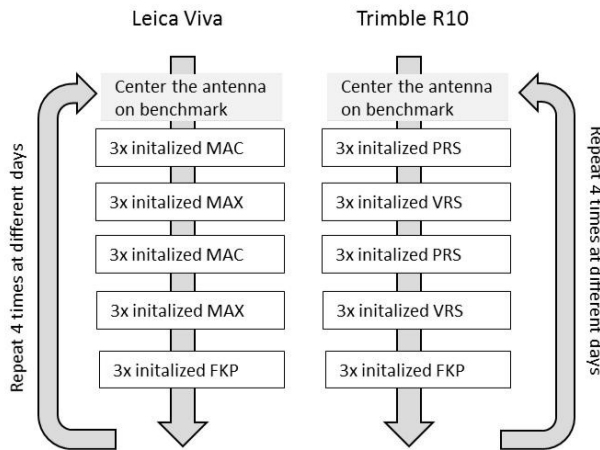 Leica Viva
Trimble R10
Center the antenna
on benchmark
Center the antenna
on benchmark
3x initalized MAC
3x initalized PRS
3x initalized MAX
3x initalized VRS
3x initalized MAC
3x initalized PRS
3x initalized MAX
3x initalized VRS
3x initalized FKP
3x initalized FKP
Repeat 4 times at different days
Repeat 4 times at different days